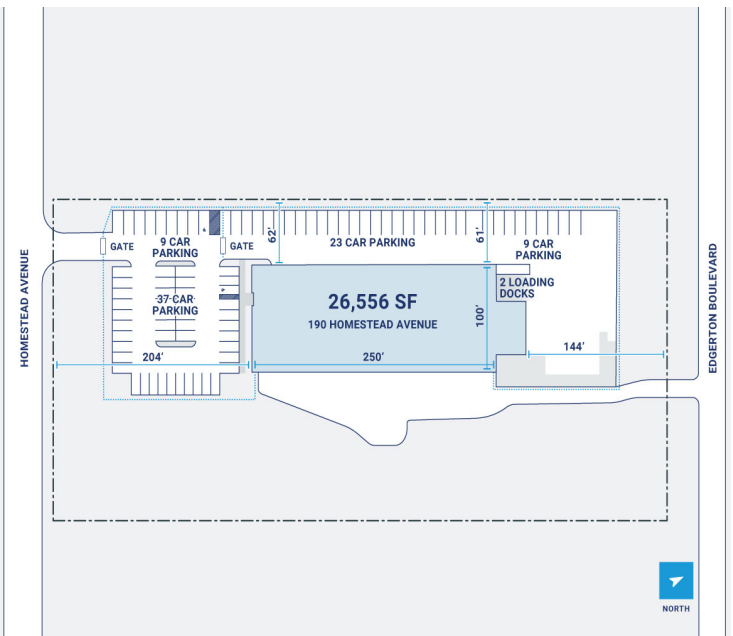 62'
61'
9 CAR
PARKING
GATE
GATE
23 CAR PARKING
9 CAR
PARKING
HOMESTEAD AVENUE
EDGERTON BOULEVARD
37 CAR
PARKING
26,556 SF
190 HOMESTEAD AVENUE
2 LOADING
DOCKS
100'
204'
250'
144'
NORTH